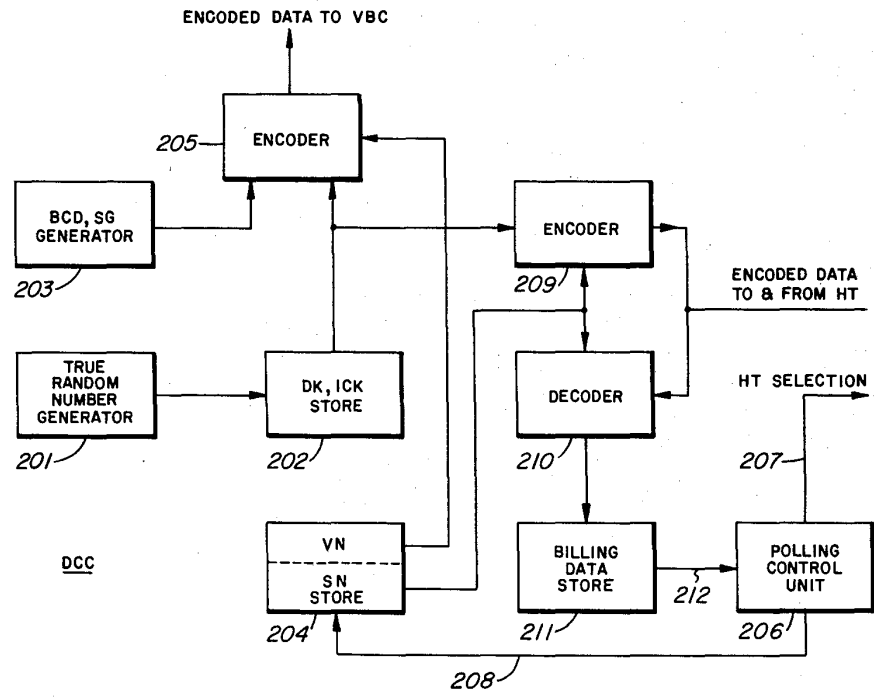 ENCODED DATA TO VBC
ENCODER
205
BCD, SG
GENERATOR
203
ENCODER
209
ENCODED DATA
TO & FROM HT
TRUE
RANDOM
NUMBER
GENERATOR
201
DK, ICK
STORE
202
DECODER
210
HT SELECTION
207
DCC
VN
SN
STORE
204
BILLING
DATA
STORE
211
212
POLLING
CONTROL
UNIT
206
208